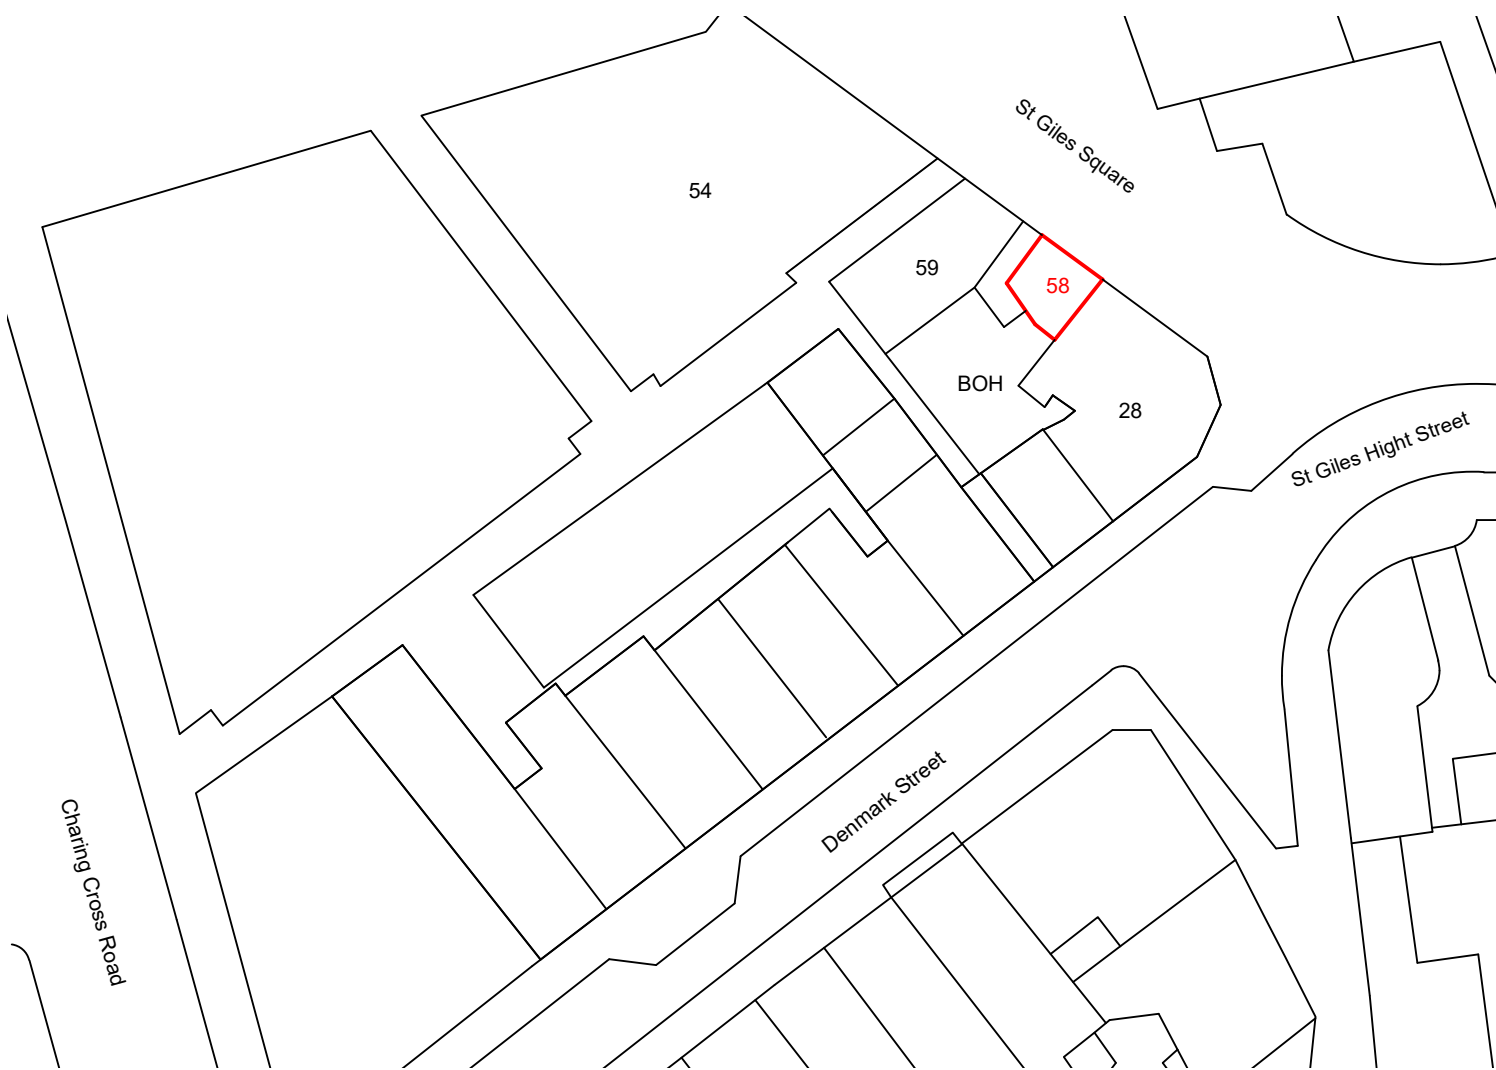 St Giles Square
54
59
58
BOH
28
St Giles Hight Street
Denmark Street
Charing Cross Road